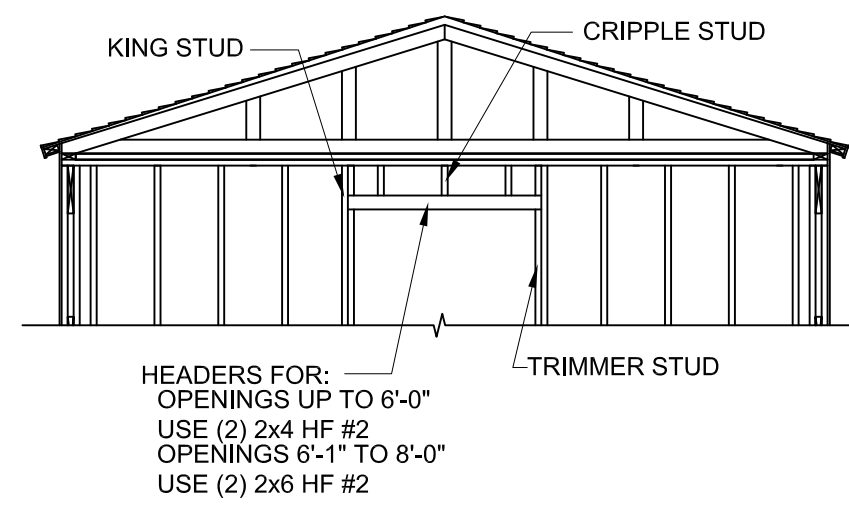 KING STUD
CRIPPLE STUD
TRIMMER STUD
HEADERS FOR:
OPENINGS UP TO 6'-0"
USE (2) 2x4 HF #2
OPENINGS 6'-1" TO 8'-0"
USE (2) 2x6 HF #2